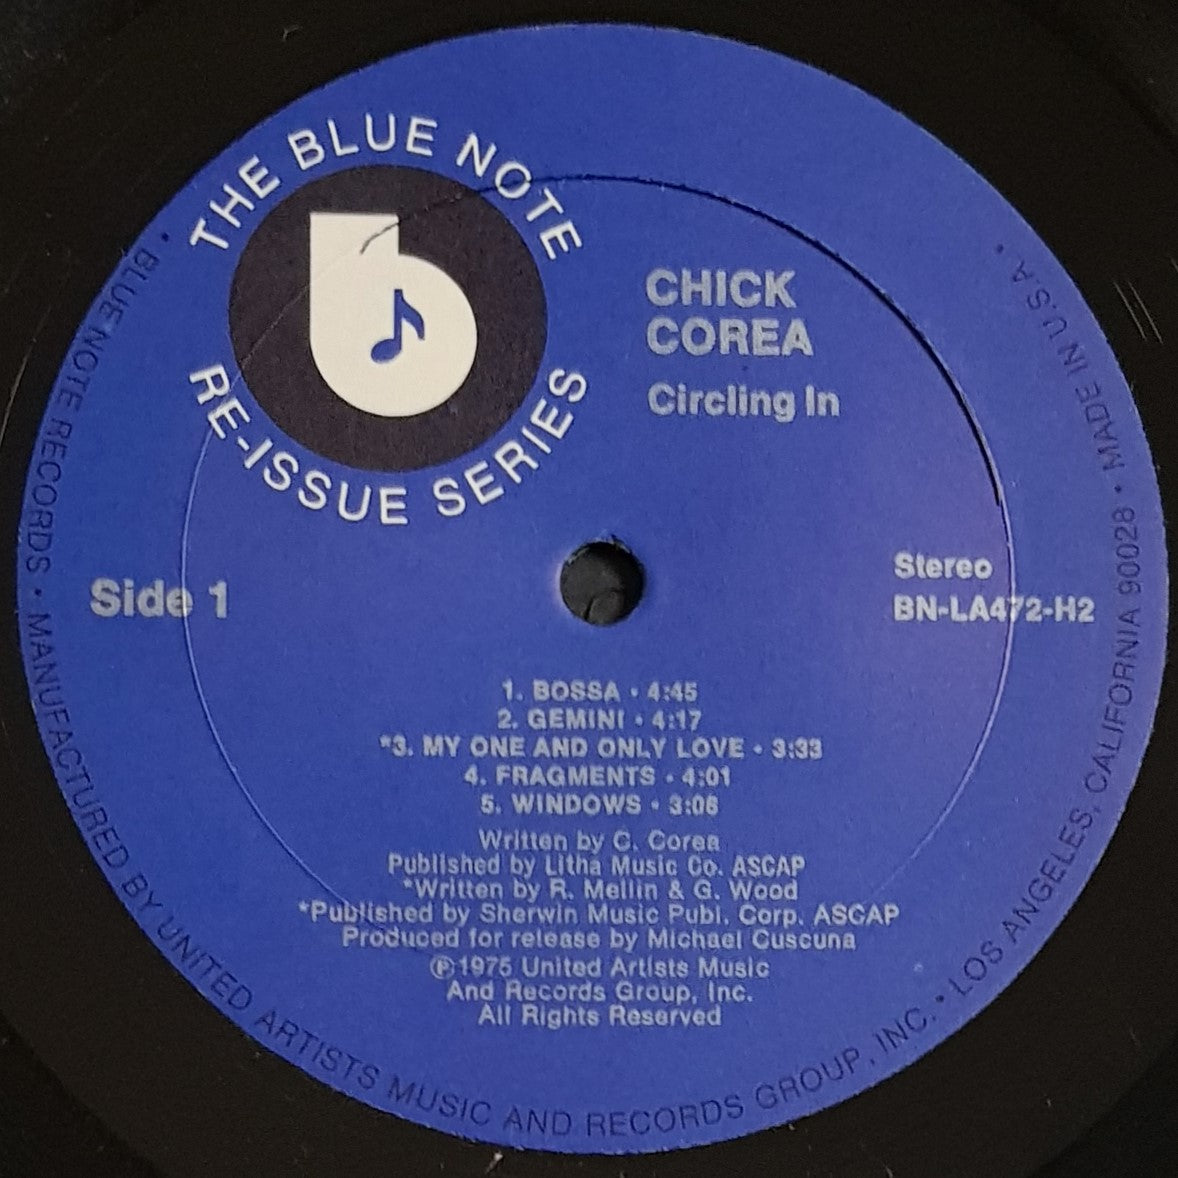 THE BLUE NOTE
RE-ISSUE SERIES
CHICK
COREA
Circling In
Side 1
Stereo
BN-LA472-H2
1. BOSSA • 4:45
2. GEMINI • 4:17
*3. MY ONE AND ONLY LOVE • 3:33
4. FRAGMENTS • 4:01
5. WINDOWS • 3:06
Written by C. Corea
Published by Litha Music Co. ASCAP
*Written by R. Mellin & G. Wood
*Published by Sherwin Music Publ. Corp. ASCAP
Produced for release by Michael Cuscuna
℗1975 United Artists Music
And Records Group, Inc.
All Rights Reserved
• BLUE NOTE RECORDS • MANUFACTURED BY UNITED ARTISTS MUSIC AND RECORDS GROUP, INC. • LOS ANGELES, CALIFORNIA 90028 • MADE IN U.S.A. •